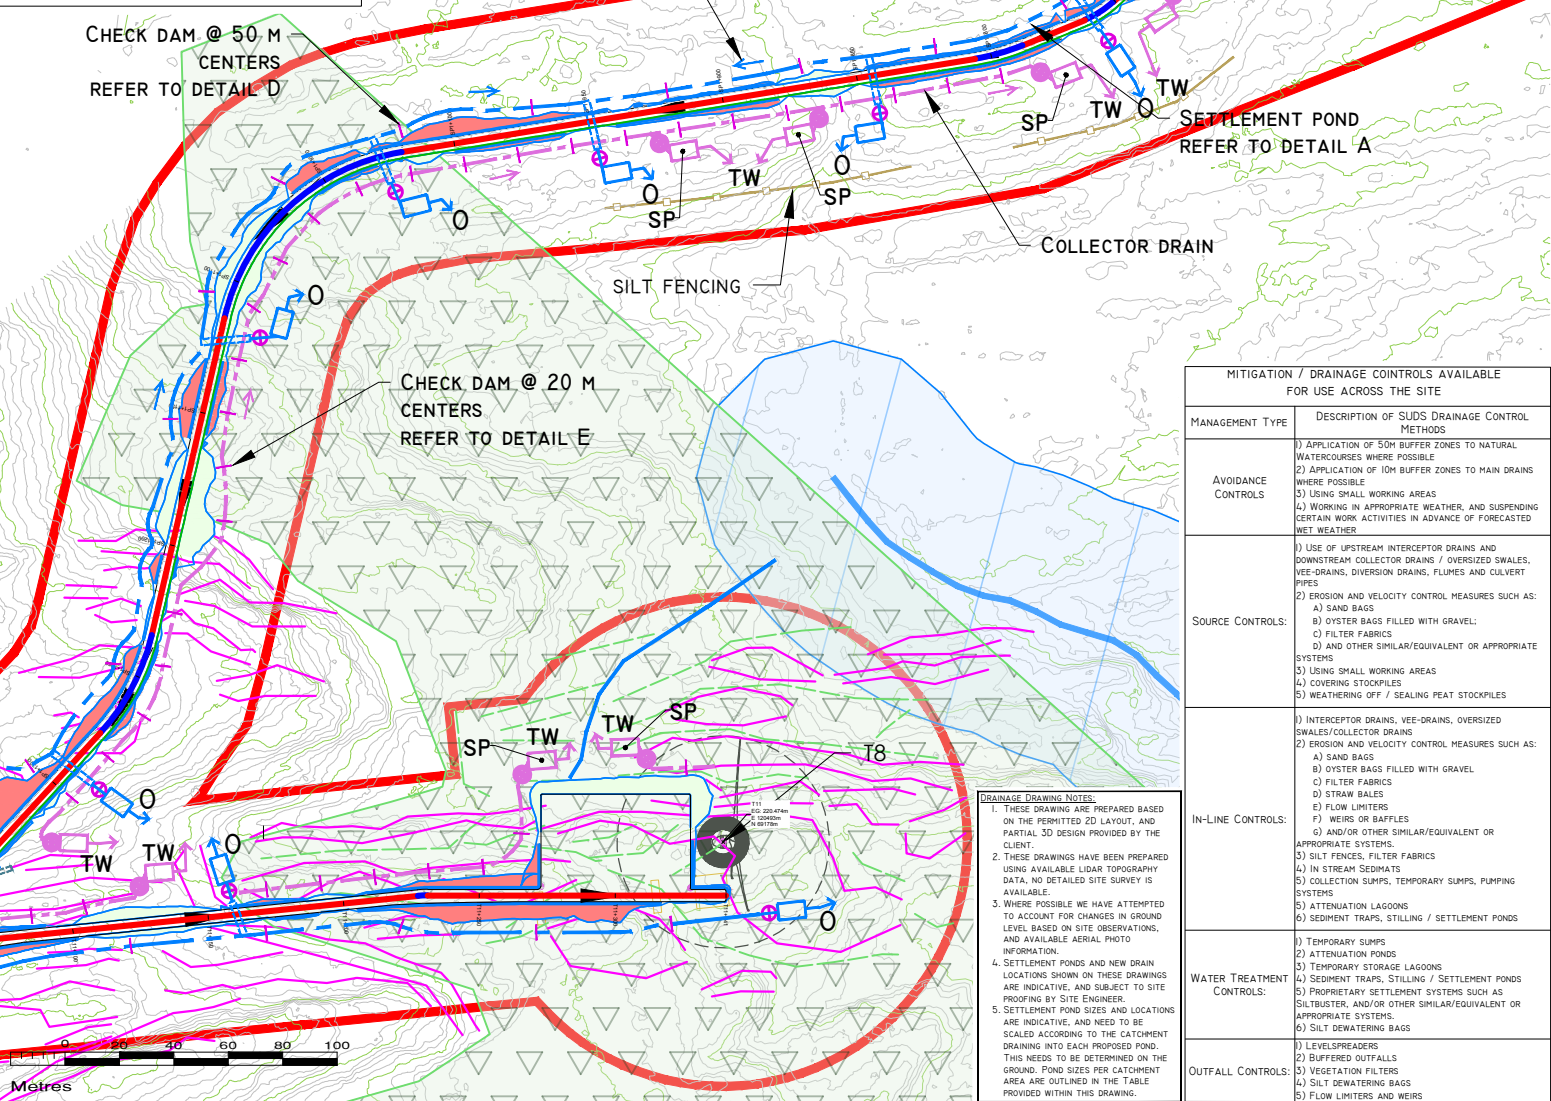 CHECK DAM @ 50 M
CENTERS
REFER TO DETAIL D
SP
TW
O
TW
SETTLEMENT POND
REFER TO DETAIL A
O
TW
SP
O
SP
O
COLLECTOR DRAIN
SILT FENCING
O
CHECK DAM @ 20 M
CENTERS
REFER TO DETAIL E
SP
TW
TW
SP
T8
T11
EG: 220.474m
E 120493m
N 69178m
O
TW
TW
O
O
0 20 40 60 80 100
Metres
DRAINAGE DRAWING NOTES:
1. THESE DRAWING ARE PREPARED BASED
ON THE PERMITTED 2D LAYOUT, AND
PARTIAL 3D DESIGN PROVIDED BY THE
CLIENT.
2. THESE DRAWINGS HAVE BEEN PREPARED
USING AVAILABLE LIDAR TOPOGRAPHY
DATA, NO DETAILED SITE SURVEY IS
AVAILABLE.
3. WHERE POSSIBLE WE HAVE ATTEMPTED
TO ACCOUNT FOR CHANGES IN GROUND
LEVEL BASED ON SITE OBSERVATIONS,
AND AVAILABLE AERIAL PHOTO
INFORMATION.
4. SETTLEMENT PONDS AND NEW DRAIN
LOCATIONS SHOWN ON THESE DRAWINGS
ARE INDICATIVE, AND SUBJECT TO SITE
PROOFING BY SITE ENGINEER.
5. SETTLEMENT POND SIZES AND LOCATIONS
ARE INDICATIVE, AND NEED TO BE
SCALED ACCORDING TO THE CATCHMENT
DRAINING INTO EACH PROPOSED POND.
THIS NEEDS TO BE DETERMINED ON THE
GROUND. POND SIZES PER CATCHMENT
AREA ARE OUTLINED IN THE TABLE
PROVIDED WITHIN THIS DRAWING.
MITIGATION / DRAINAGE COINTROLS AVAILABLE
FOR USE ACROSS THE SITE
MANAGEMENT TYPE
DESCRIPTION OF SUDS DRAINAGE CONTROL
METHODS
AVOIDANCE
CONTROLS
1) APPLICATION OF 50M BUFFER ZONES TO NATURAL
WATERCOURSES WHERE POSSIBLE
2) APPLICATION OF 10M BUFFER ZONES TO MAIN DRAINS
WHERE POSSIBLE
3) USING SMALL WORKING AREAS
4) WORKING IN APPROPRIATE WEATHER, AND SUSPENDING
CERTAIN WORK ACTIVITIES IN ADVANCE OF FORECASTED
WET WEATHER
SOURCE CONTROLS:
1) USE OF UPSTREAM INTERCEPTOR DRAINS AND
DOWNSTREAM COLLECTOR DRAINS / OVERSIZED SWALES,
VEE-DRAINS, DIVERSION DRAINS, FLUMES AND CULVERT
PIPES
2) EROSION AND VELOCITY CONTROL MEASURES SUCH AS:
A) SAND BAGS
B) OYSTER BAGS FILLED WITH GRAVEL;
C) FILTER FABRICS
D) AND OTHER SIMILAR/EQUIVALENT OR APPROPRIATE
SYSTEMS
3) USING SMALL WORKING AREAS
4) COVERING STOCKPILES
5) WEATHERING OFF / SEALING PEAT STOCKPILES
IN-LINE CONTROLS:
1) INTERCEPTOR DRAINS, VEE-DRAINS, OVERSIZED
SWALES/COLLECTOR DRAINS
2) EROSION AND VELOCITY CONTROL MEASURES SUCH AS:
A) SAND BAGS
B) OYSTER BAGS FILLED WITH GRAVEL
C) FILTER FABRICS
D) STRAW BALES
E) FLOW LIMITERS
F) WEIRS OR BAFFLES
G) AND/OR OTHER SIMILAR/EQUIVALENT OR
APPROPRIATE SYSTEMS.
3) SILT FENCES, FILTER FABRICS
4) IN STREAM SEDIMATS
5) COLLECTION SUMPS, TEMPORARY SUMPS, PUMPING
SYSTEMS
5) ATTENUATION LAGOONS
6) SEDIMENT TRAPS, STILLING / SETTLEMENT PONDS
WATER TREATMENT
CONTROLS:
1) TEMPORARY SUMPS
2) ATTENUATION PONDS
3) TEMPORARY STORAGE LAGOONS
4) SEDIMENT TRAPS, STILLING / SETTLEMENT PONDS
5) PROPRIETARY SETTLEMENT SYSTEMS SUCH AS
SILTBUSTER, AND/OR OTHER SIMILAR/EQUIVALENT OR
APPROPRIATE SYSTEMS.
6) SILT DEWATERING BAGS
OUTFALL CONTROLS:
1) LEVELSPREADERS
2) BUFFERED OUTFALLS
3) VEGETATION FILTERS
4) SILT DEWATERING BAGS
5) FLOW LIMITERS AND WEIRS